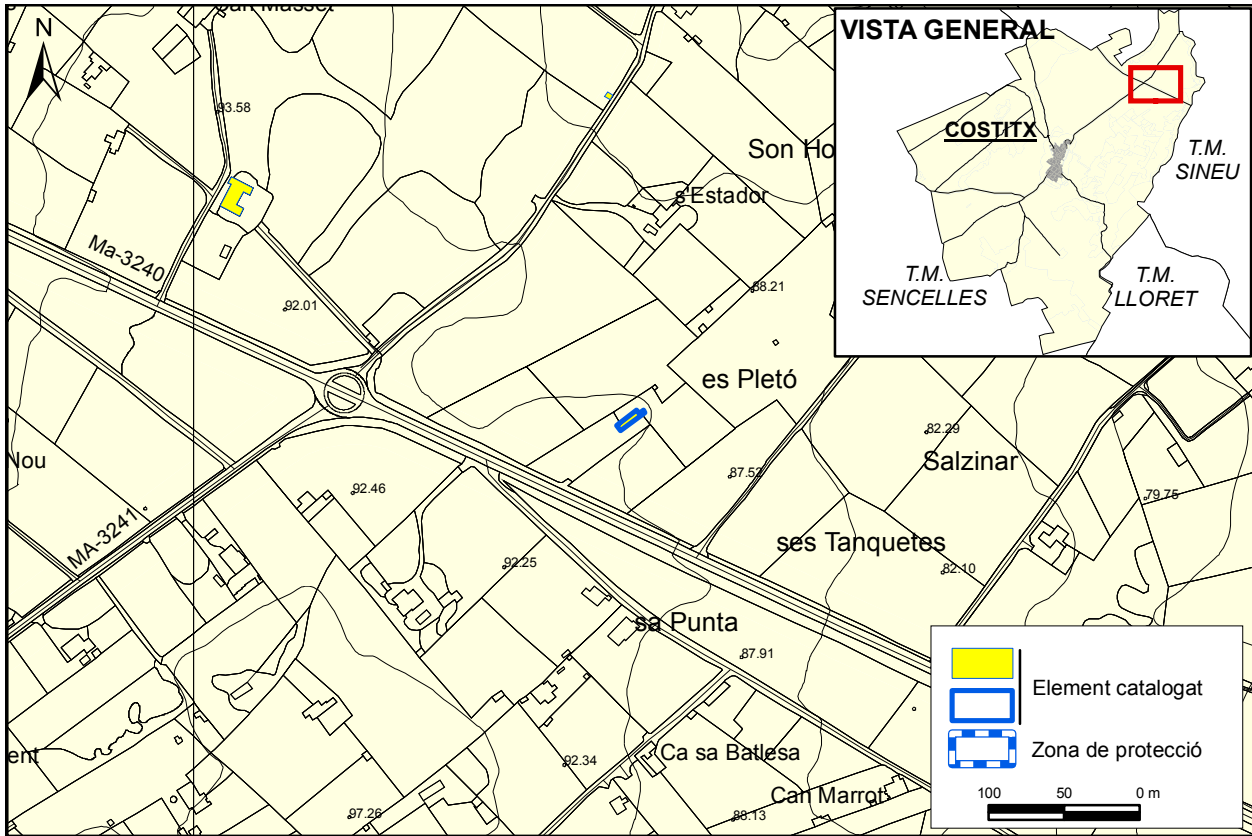 Can Masset
N
93.58
Ma-3240
92.01
Son Ho
s'Estador
88.21
es Pletó
82.29
Salzinar
Nou
92.46
87.52
79.75
MA-3241
92.25
ses Tanquetes
82.10
sa Punta
87.91
ent
92.34
Ca sa Batlesa
Can Marrot
97.26
88.13
VISTA GENERAL
COSTITX
T.M.
SINEU
T.M.
SENCELLES
T.M.
LLORET
Element catalogat
Zona de protecció
100 50 0 m